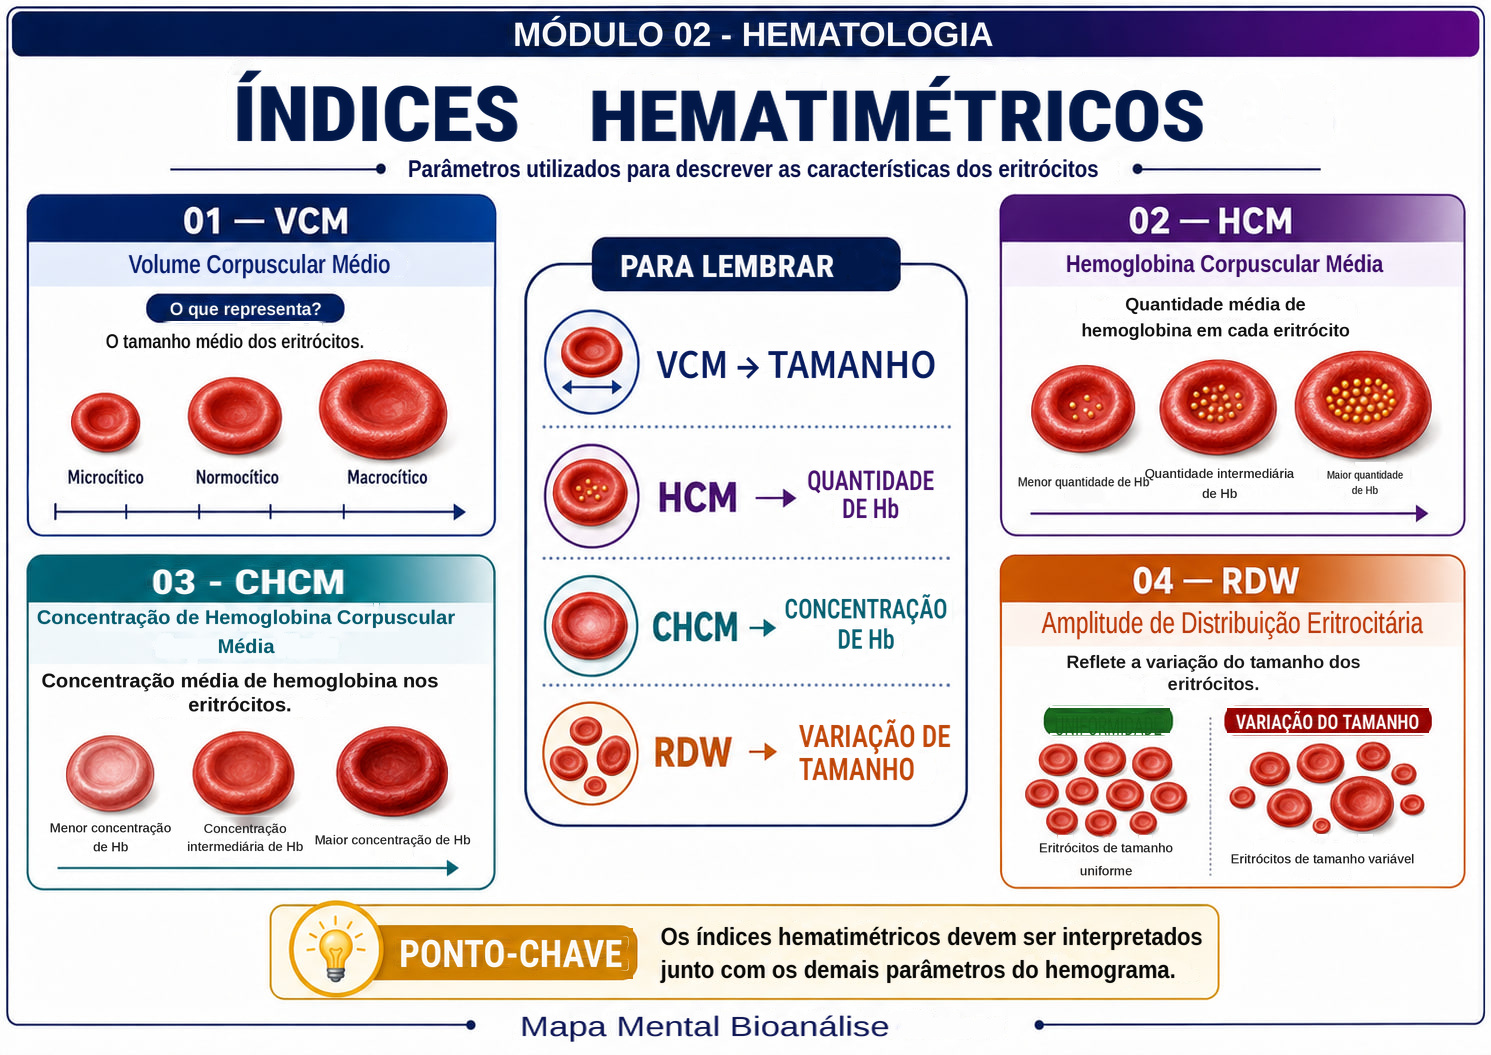 MÓDULO 02 - HEMATOLOGIA
ÍNDICES HEMATIMÉTRICOS
Parâmetros utilizados para descrever as características dos eritrócitos
01 — VCM
Volume Corpuscular Médio
O que representa?
O tamanho médio dos eritrócitos.
Microcítico Normocítico Macrocítico
PARA LEMBRAR
VCM → TAMANHO
HCM → QUANTIDADE
DE Hb
CHCM → CONCENTRAÇÃO
DE Hb
RDW → VARIAÇÃO DE
TAMANHO
02 — HCM
Hemoglobina Corpuscular Média
Quantidade média de
hemoglobina em cada eritrócito
Menor quantidade de Hb
Quantidade intermediária
de Hb
Maior quantidade
de Hb
03 - CHCM
Concentração de Hemoglobina Corpuscular
Média
Concentração média de hemoglobina nos
eritrócitos.
Menor concentração
de Hb
Concentração
intermediária de Hb
Maior concentração de Hb
04 — RDW
Amplitude de Distribuição Eritrocitária
Reflete a variação do tamanho dos
eritrócitos.
UNIFORMIDADE
VARIAÇÃO DO TAMANHO
Eritrócitos de tamanho
uniforme
Eritrócitos de tamanho variável
PONTO-CHAVE
Os índices hematimétricos devem ser interpretados
junto com os demais parâmetros do hemograma.
Mapa Mental Bioanálise